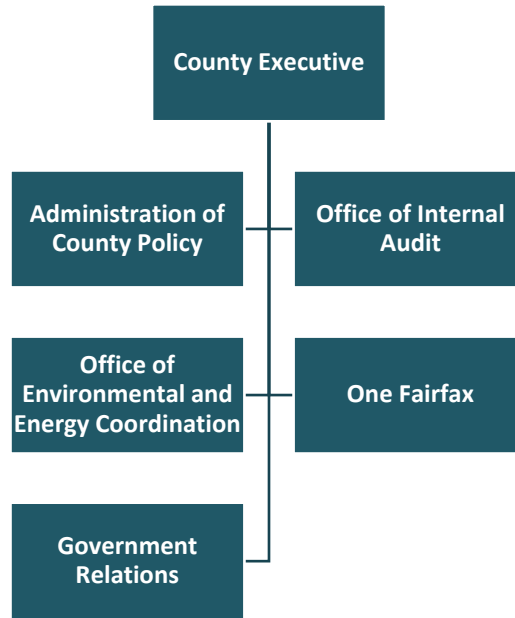 County Executive
Administration of
County Policy
Office of Internal
Audit
Office of
Environmental and
Energy Coordination
One Fairfax
Government
Relations